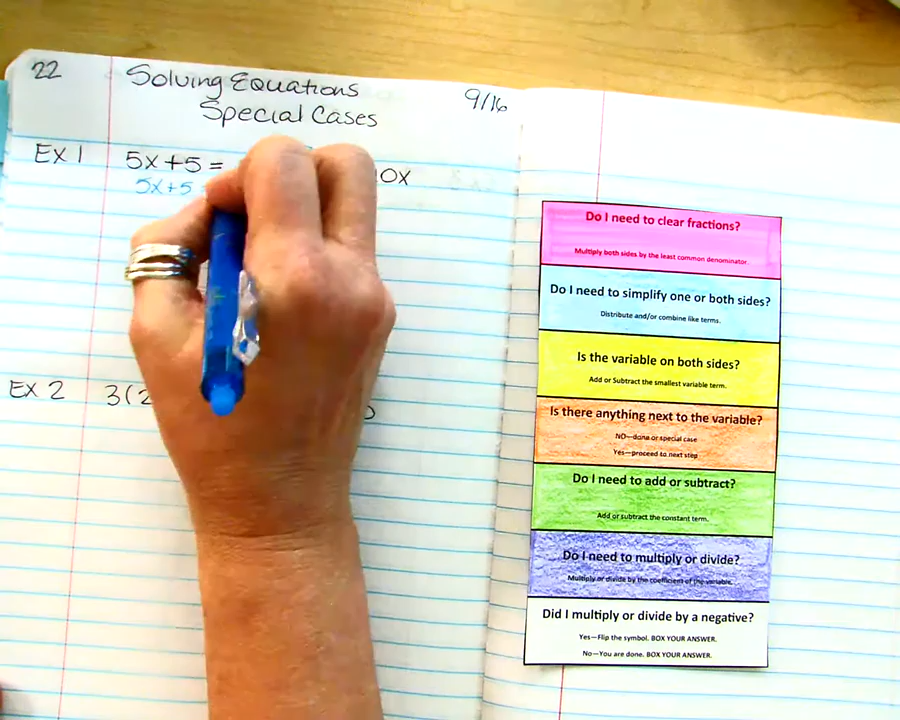 22
Solving Equations
Special Cases
9/16
Ex 1 5x + 5 = 10x
5x + 5
Ex 2 3(2
Do I need to clear fractions?
Multiply both sides by the least common denominator.
Do I need to simplify one or both sides?
Distribute and/or combine like terms.
Is the variable on both sides?
Add or Subtract the smallest variable term.
Is there anything next to the variable?
NO—done or special case
Yes—proceed to next step
Do I need to add or subtract?
Add or subtract the constant term.
Do I need to multiply or divide?
Multiply or divide by the coefficient of the variable.
Did I multiply or divide by a negative?
Yes—Flip the symbol. BOX YOUR ANSWER.
No—You are done. BOX YOUR ANSWER.